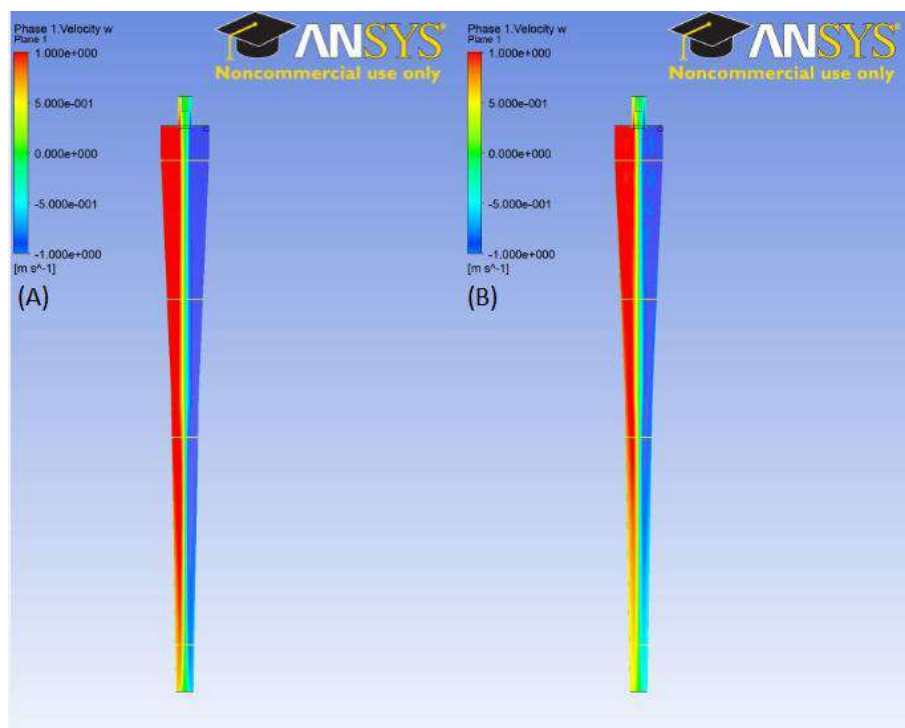 Phase 1.Velocity w
Plane 1
1.000e+000
5.000e-001
0.000e+000
-5.000e-001
-1.000e+000
[m s^-1]
(A)
ANSYS®
Noncommercial use only
Phase 1.Velocity w
Plane 1
1.000e+000
5.000e-001
0.000e+000
-5.000e-001
-1.000e+000
[m s^-1]
(B)
ANSYS®
Noncommercial use only